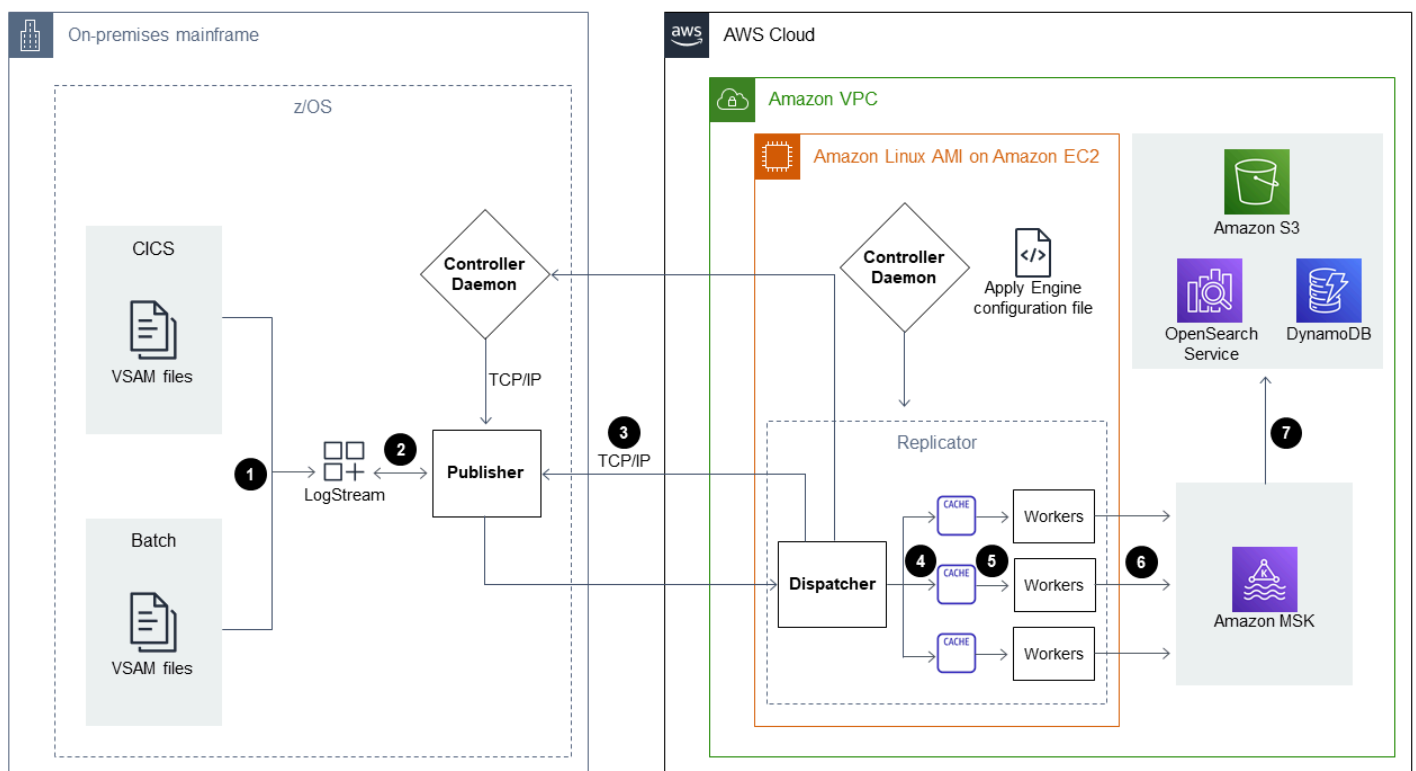 On-premises mainframe
z/OS
CICS
VSAM files
Batch
VSAM files
1
LogStream
2
Controller
Daemon
TCP/IP
Publisher
3
TCP/IP
aws
AWS Cloud
Amazon VPC
Amazon Linux AMI on Amazon EC2
Controller
Daemon
</>
Apply Engine
configuration file
Replicator
Dispatcher
4
CACHE
CACHE
CACHE
5
Workers
Workers
Workers
6
Amazon S3
OpenSearch
Service
DynamoDB
7
K
Amazon MSK